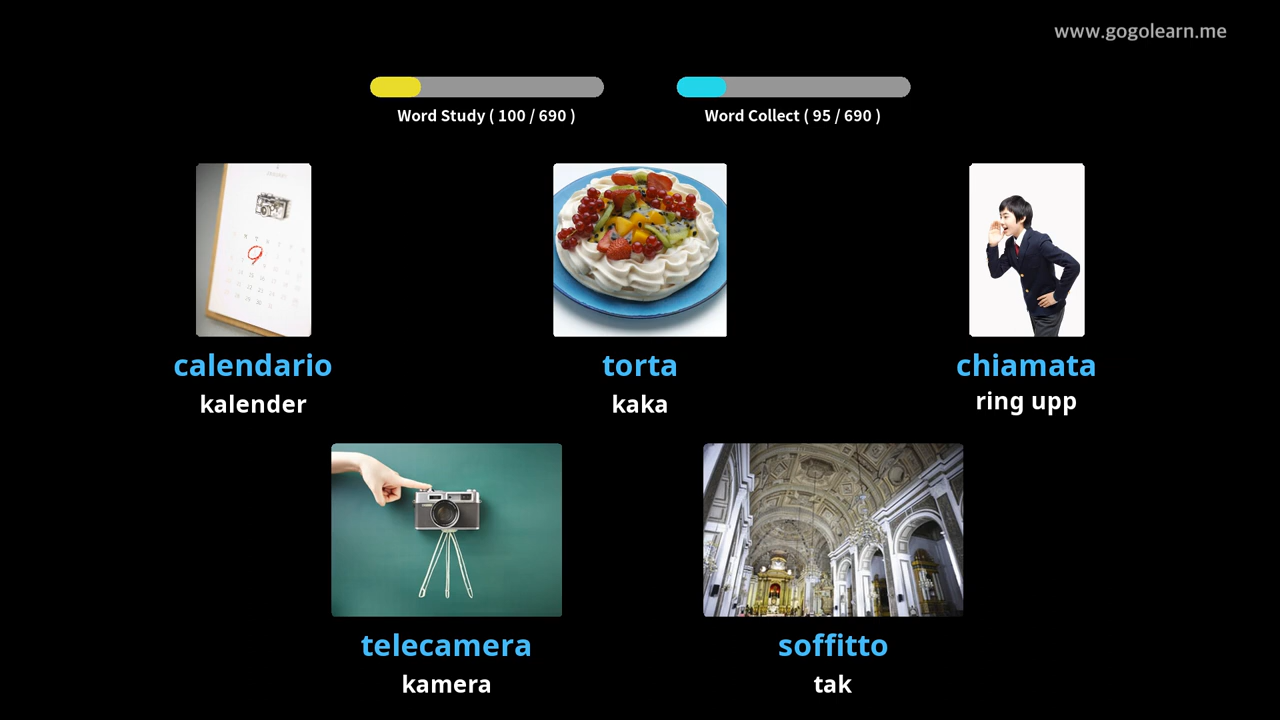 www.gogolearn.me
Word Study ( 100 / 690 )
Word Collect ( 95 / 690 )
calendario
kalender
torta
kaka
chiamata
ring upp
telecamera
kamera
soffitto
tak